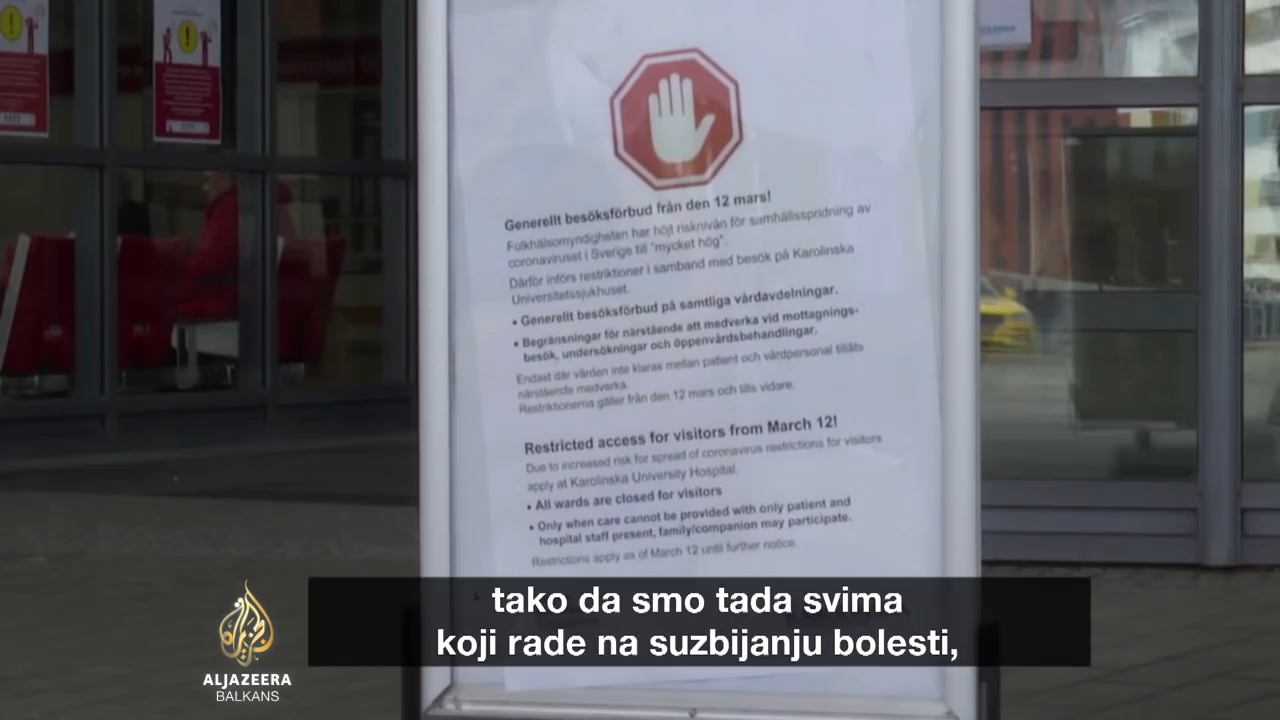 Generellt besöksförbud från den 12 mars!
Folkhälsomyndigheten har höjt risknivån för samhällsspridning av
coronaviruset i Sverige till "mycket hög".
Därför införs restriktioner i samband med besök på Karolinska
Universitetssjukhuset.
• Generellt besöksförbud på samtliga vårdavdelningar.
• Begränsningar för närstående att medverka vid mottagnings-
besök, undersökningar och öppenvårdsbehandlingar.
Endast där vården inte klaras mellan patient och vårdpersonal tillåts
närstående medverka.
Restriktionerna gäller från den 12 mars och tills vidare.
Restricted access for visitors from March 12!
Due to increased risk for spread of coronavirus restrictions for visitors
apply at Karolinska University Hospital.
• All wards are closed for visitors
• Only when care cannot be provided with only patient and
hospital staff present, family/companion may participate.
Restrictions apply as of March 12 until further notice.
tako da smo tada svima
koji rade na suzbijanju bolesti,
ALJAZEERA
BALKANS